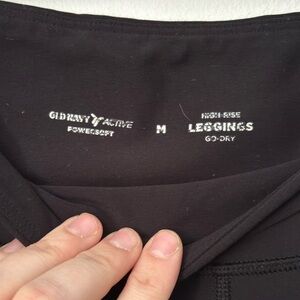 OLD NAVY ACTIVE
POWERSOFT
M
HIGH-RISE
LEGGINGS
GO-DRY